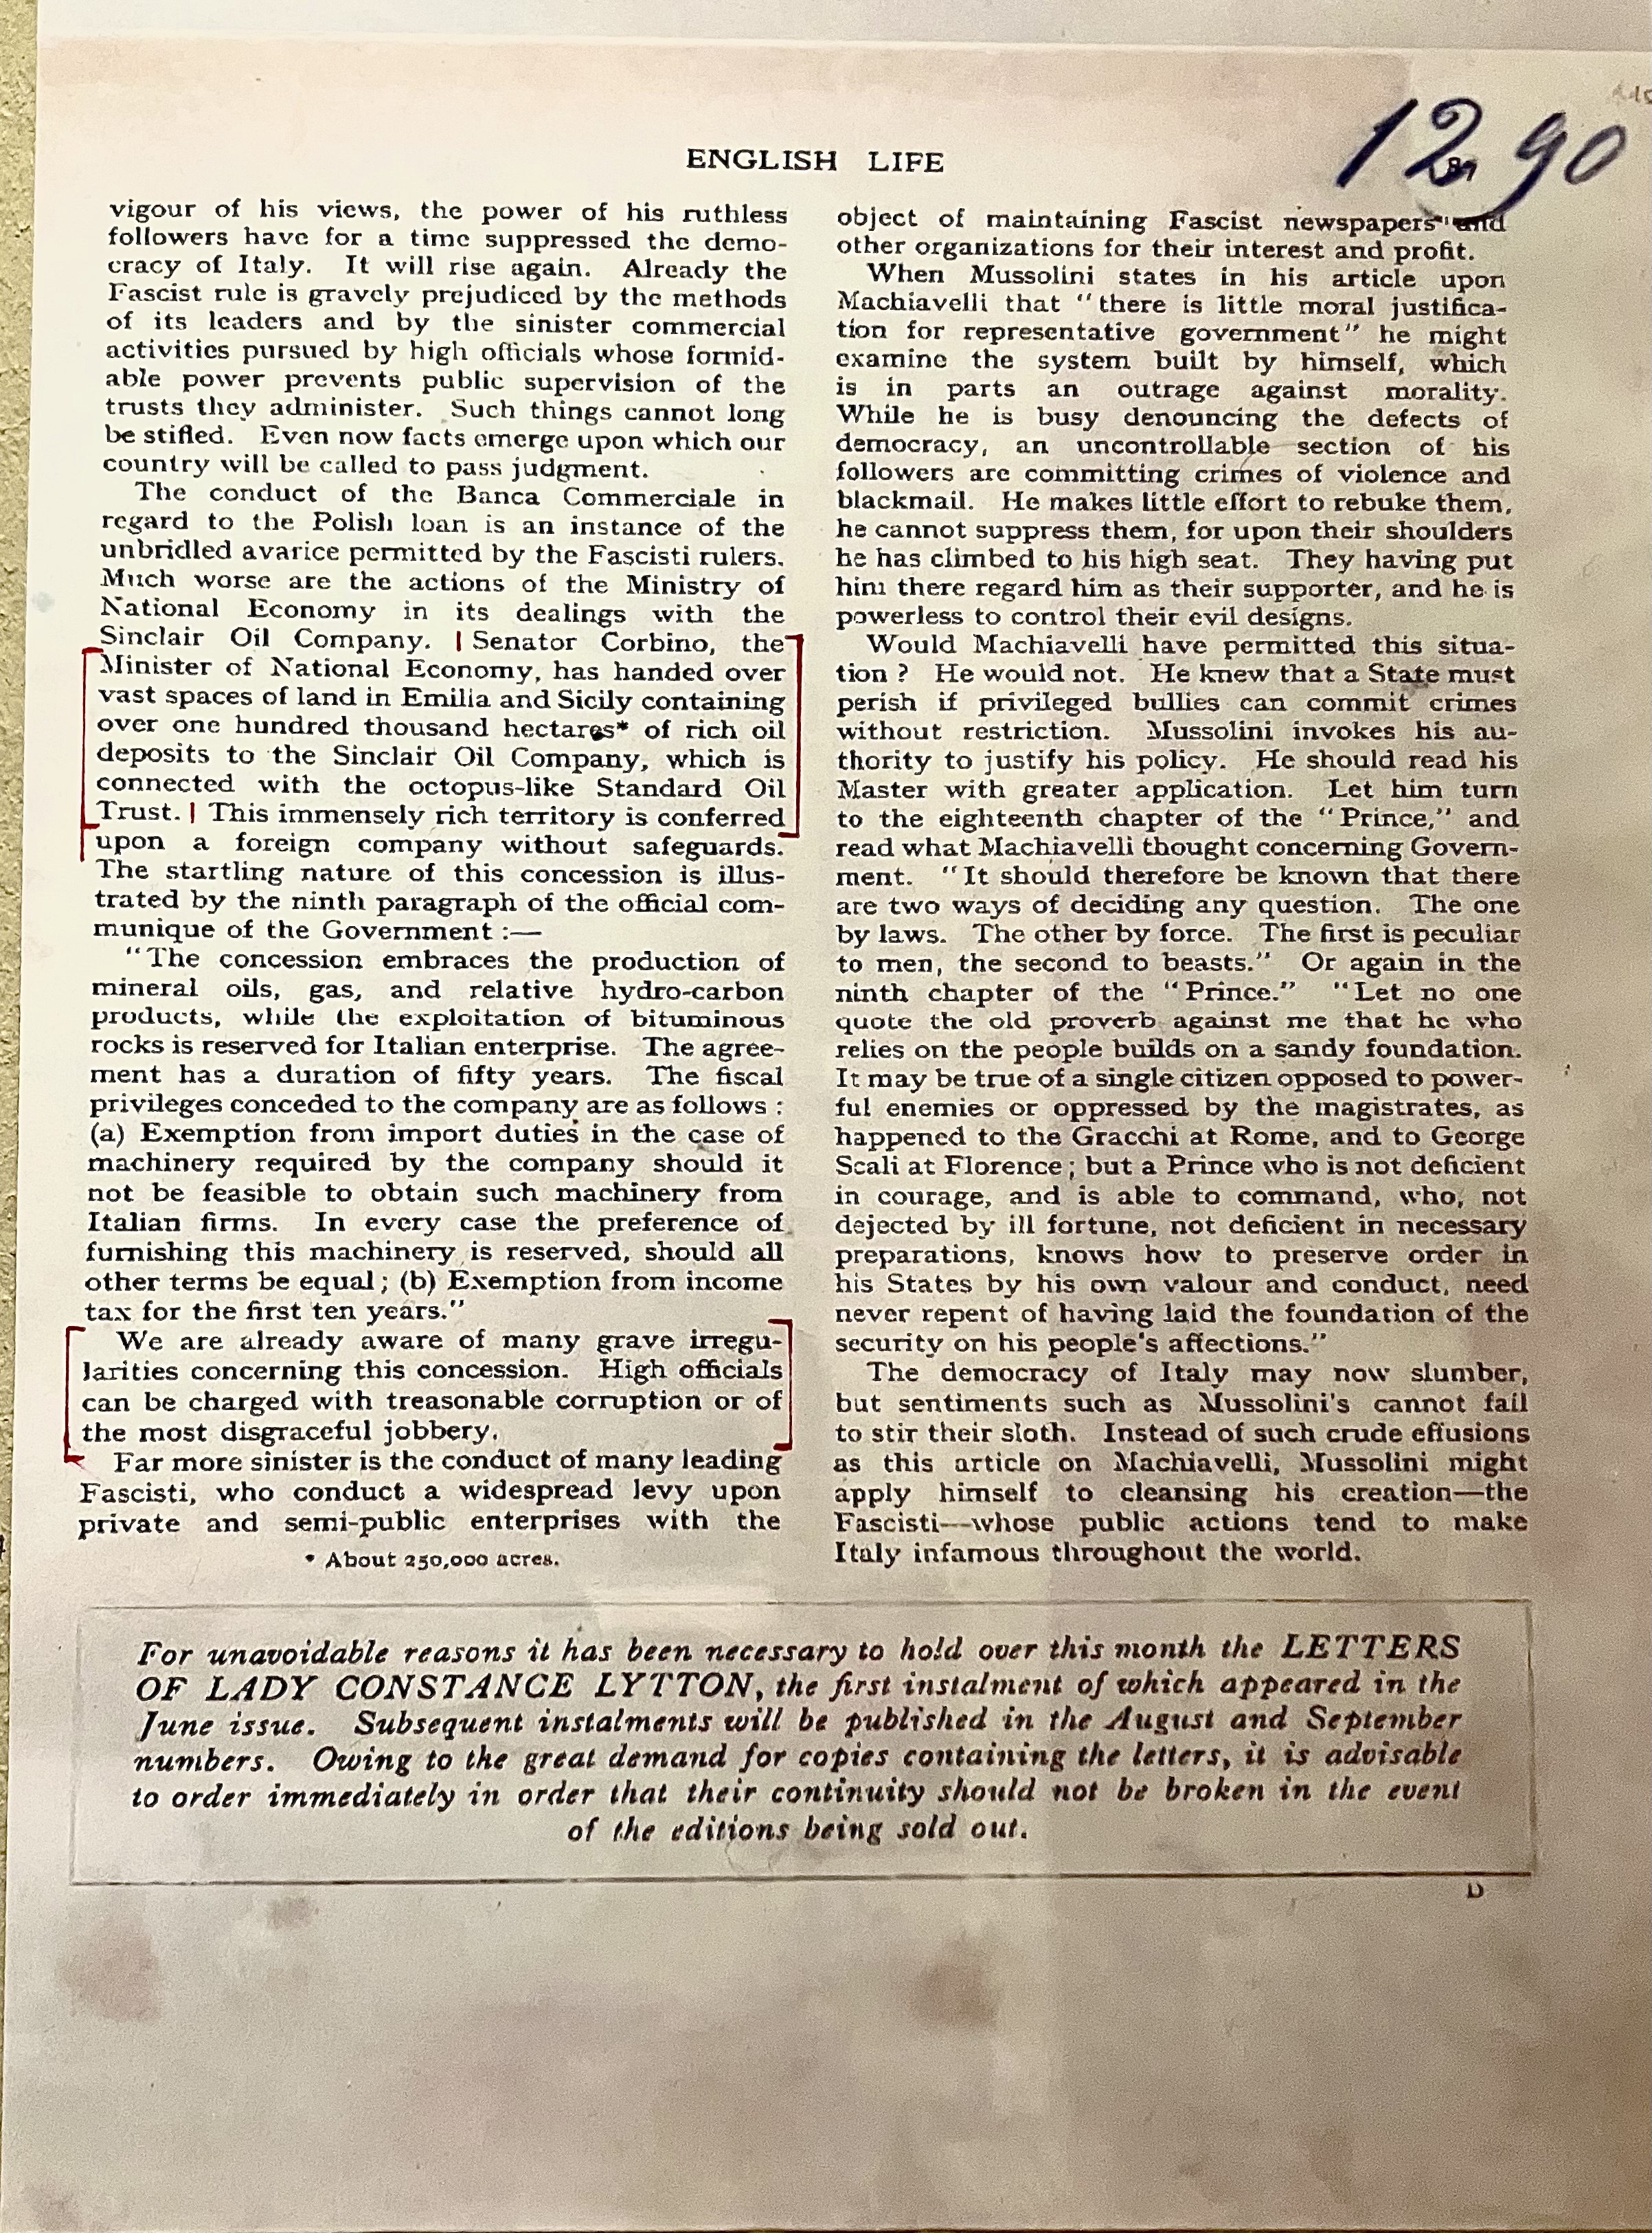 ENGLISH LIFE
1290
vigour of his views, the power of his ruthless
followers have for a time suppressed the demo-
cracy of Italy. It will rise again. Already the
Fascist rule is gravely prejudiced by the methods
of its leaders and by the sinister commercial
activities pursued by high officials whose formid-
able power prevents public supervision of the
trusts they administer. Such things cannot long
be stifled. Even now facts emerge upon which our
country will be called to pass judgment.
The conduct of the Banca Commerciale in
regard to the Polish loan is an instance of the
unbridled avarice permitted by the Fascisti rulers.
Much worse are the actions of the Ministry of
National Economy in its dealings with the
Sinclair Oil Company. | Senator Corbino, the
Minister of National Economy, has handed over
vast spaces of land in Emilia and Sicily containing
over one hundred thousand hectares* of rich oil
deposits to the Sinclair Oil Company, which is
connected with the octopus-like Standard Oil
Trust. | This immensely rich territory is conferred
upon a foreign company without safeguards.
The startling nature of this concession is illus-
trated by the ninth paragraph of the official com-
munique of the Government :—
"The concession embraces the production of
mineral oils, gas, and relative hydro-carbon
products, while the exploitation of bituminous
rocks is reserved for Italian enterprise. The agree-
ment has a duration of fifty years. The fiscal
privileges conceded to the company are as follows :
(a) Exemption from import duties in the case of
machinery required by the company should it
not be feasible to obtain such machinery from
Italian firms. In every case the preference of
furnishing this machinery is reserved, should all
other terms be equal ; (b) Exemption from income
tax for the first ten years."
We are already aware of many grave irregu-
larities concerning this concession. High officials
can be charged with treasonable corruption or of
the most disgraceful jobbery.
Far more sinister is the conduct of many leading
Fascisti, who conduct a widespread levy upon
private and semi-public enterprises with the
* About 250,000 acres.
object of maintaining Fascist newspapers and
other organizations for their interest and profit.
When Mussolini states in his article upon
Machiavelli that "there is little moral justifica-
tion for representative government" he might
examine the system built by himself, which
is in parts an outrage against morality.
While he is busy denouncing the defects of
democracy, an uncontrollable section of his
followers are committing crimes of violence and
blackmail. He makes little effort to rebuke them,
he cannot suppress them, for upon their shoulders
he has climbed to his high seat. They having put
him there regard him as their supporter, and he is
powerless to control their evil designs.
Would Machiavelli have permitted this situa-
tion ? He would not. He knew that a State must
perish if privileged bullies can commit crimes
without restriction. Mussolini invokes his au-
thority to justify his policy. He should read his
Master with greater application. Let him turn
to the eighteenth chapter of the "Prince," and
read what Machiavelli thought concerning Govern-
ment. "It should therefore be known that there
are two ways of deciding any question. The one
by laws. The other by force. The first is peculiar
to men, the second to beasts." Or again in the
ninth chapter of the "Prince." "Let no one
quote the old proverb against me that he who
relies on the people builds on a sandy foundation.
It may be true of a single citizen opposed to power-
ful enemies or oppressed by the magistrates, as
happened to the Gracchi at Rome, and to George
Scali at Florence ; but a Prince who is not deficient
in courage, and is able to command, who, not
dejected by ill fortune, not deficient in necessary
preparations, knows how to preserve order in
his States by his own valour and conduct, need
never repent of having laid the foundation of the
security on his people's affections."
The democracy of Italy may now slumber,
but sentiments such as Mussolini's cannot fail
to stir their sloth. Instead of such crude effusions
as this article on Machiavelli, Mussolini might
apply himself to cleansing his creation—the
Fascisti—whose public actions tend to make
Italy infamous throughout the world.
For unavoidable reasons it has been necessary to hold over this month the LETTERS
OF LADY CONSTANCE LYTTON, the first instalment of which appeared in the
June issue. Subsequent instalments will be published in the August and September
numbers. Owing to the great demand for copies containing the letters, it is advisable
to order immediately in order that their continuity should not be broken in the event
of the editions being sold out.
D